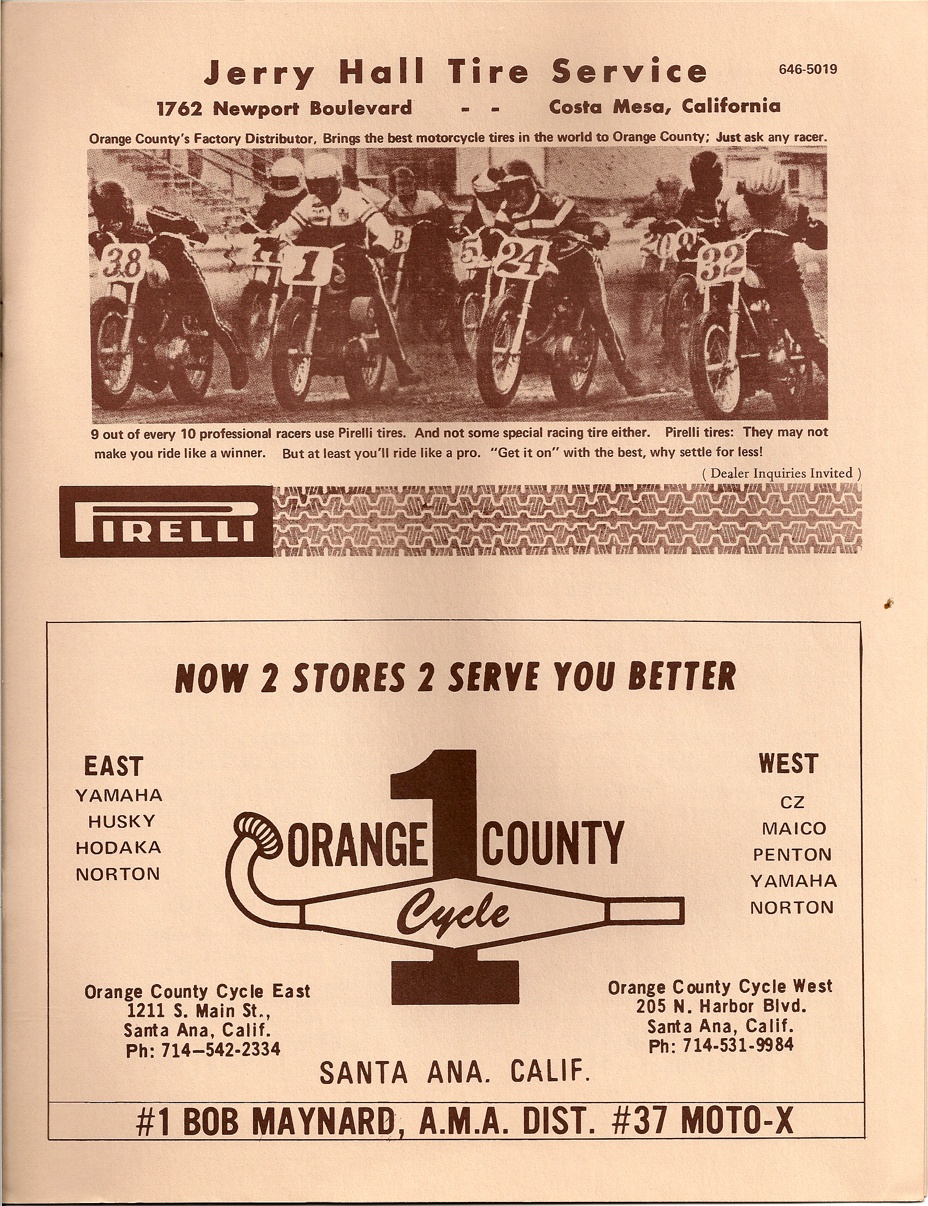 Jerry Hall Tire Service
646-5019
1762 Newport Boulevard - - Costa Mesa, California
Orange County's Factory Distributor, Brings the best motorcycle tires in the world to Orange County; Just ask any racer.
38
1
B
5
24
20
32
9 out of every 10 professional racers use Pirelli tires. And not some special racing tire either. Pirelli tires: They may not
make you ride like a winner. But at least you'll ride like a pro. "Get it on" with the best, why settle for less!
( Dealer Inquiries Invited )
PIRELLI
NOW 2 STORES 2 SERVE YOU BETTER
EAST
YAMAHA
HUSKY
HODAKA
NORTON
1
ORANGE COUNTY
Cycle
WEST
CZ
MAICO
PENTON
YAMAHA
NORTON
Orange County Cycle East
1211 S. Main St.,
Santa Ana, Calif.
Ph: 714–542-2334
Orange County Cycle West
205 N. Harbor Blvd.
Santa Ana, Calif.
Ph: 714-531-9984
SANTA ANA. CALIF.
#1 BOB MAYNARD, A.M.A. DIST. #37 MOTO-X